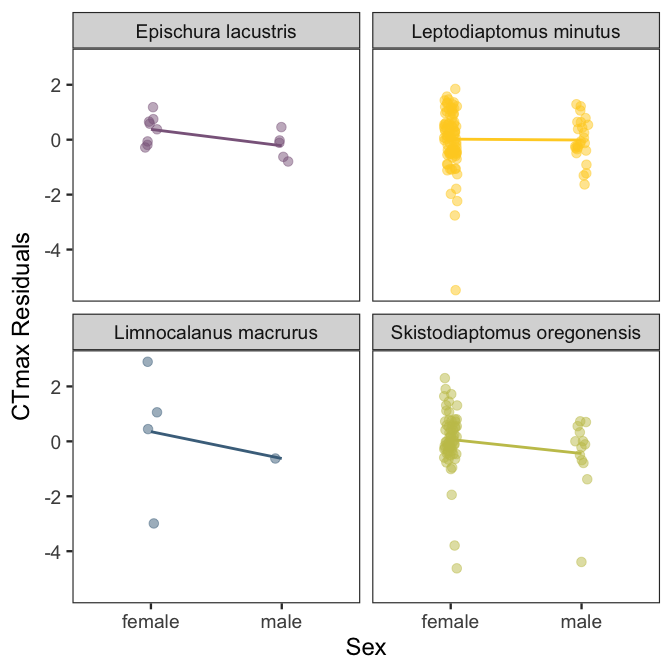 Epischura lacustris
Leptodiaptomus minutus
2
0
-2
-4
Limnocalanus macrurus
Skistodiaptomus oregonensis
2
0
-2
-4
CTmax Residuals
female
male
female
male
Sex